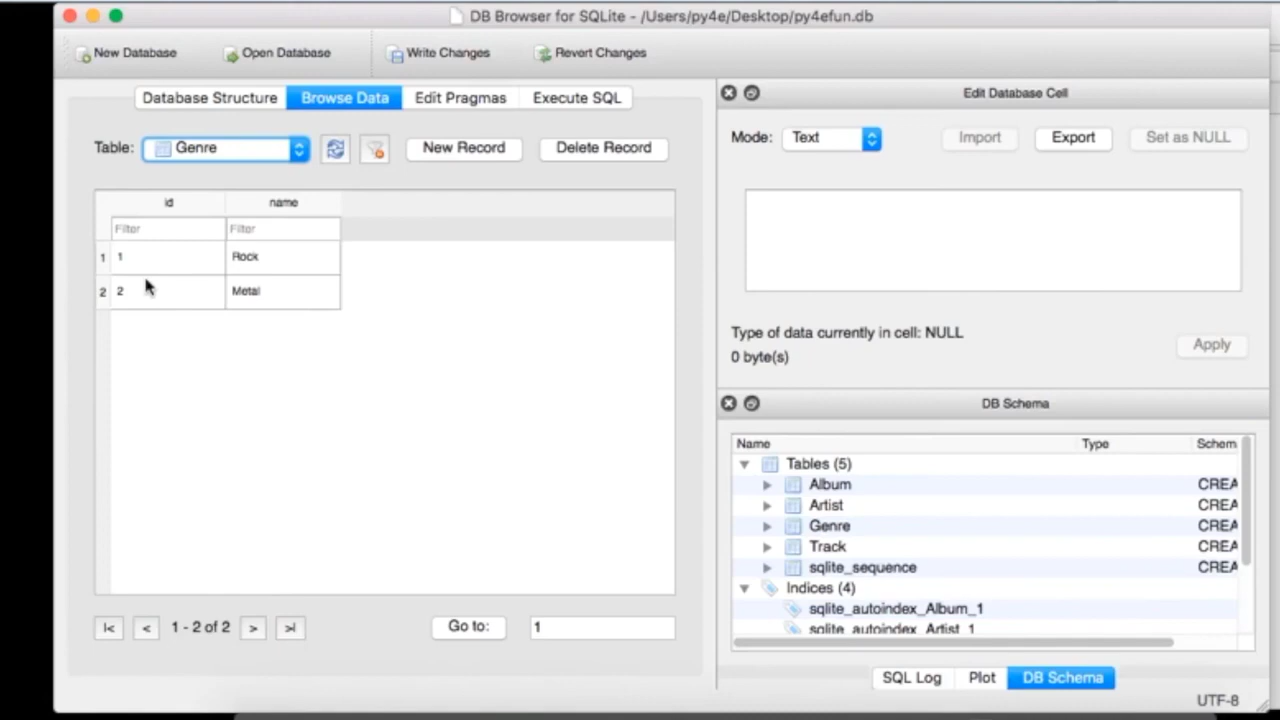 DB Browser for SQLite - /Users/py4e/Desktop/py4efun.db
New Database Open Database Write Changes Revert Changes
Database Structure Browse Data Edit Pragmas Execute SQL
Table: Genre New Record Delete Record
id name
Filter Filter
1 1 Rock
2 2 Metal
|< < 1 - 2 of 2 > >| Go to: 1
Edit Database Cell
Mode: Text Import Export Set as NULL
Type of data currently in cell: NULL
0 byte(s)
Apply
DB Schema
Name Type Schem
Tables (5)
Album CREA
Artist CREA
Genre CREA
Track CREA
sqlite_sequence CREA
Indices (4)
sqlite_autoindex_Album_1
sqlite_autoindex_Artist_1
SQL Log Plot DB Schema
UTF-8